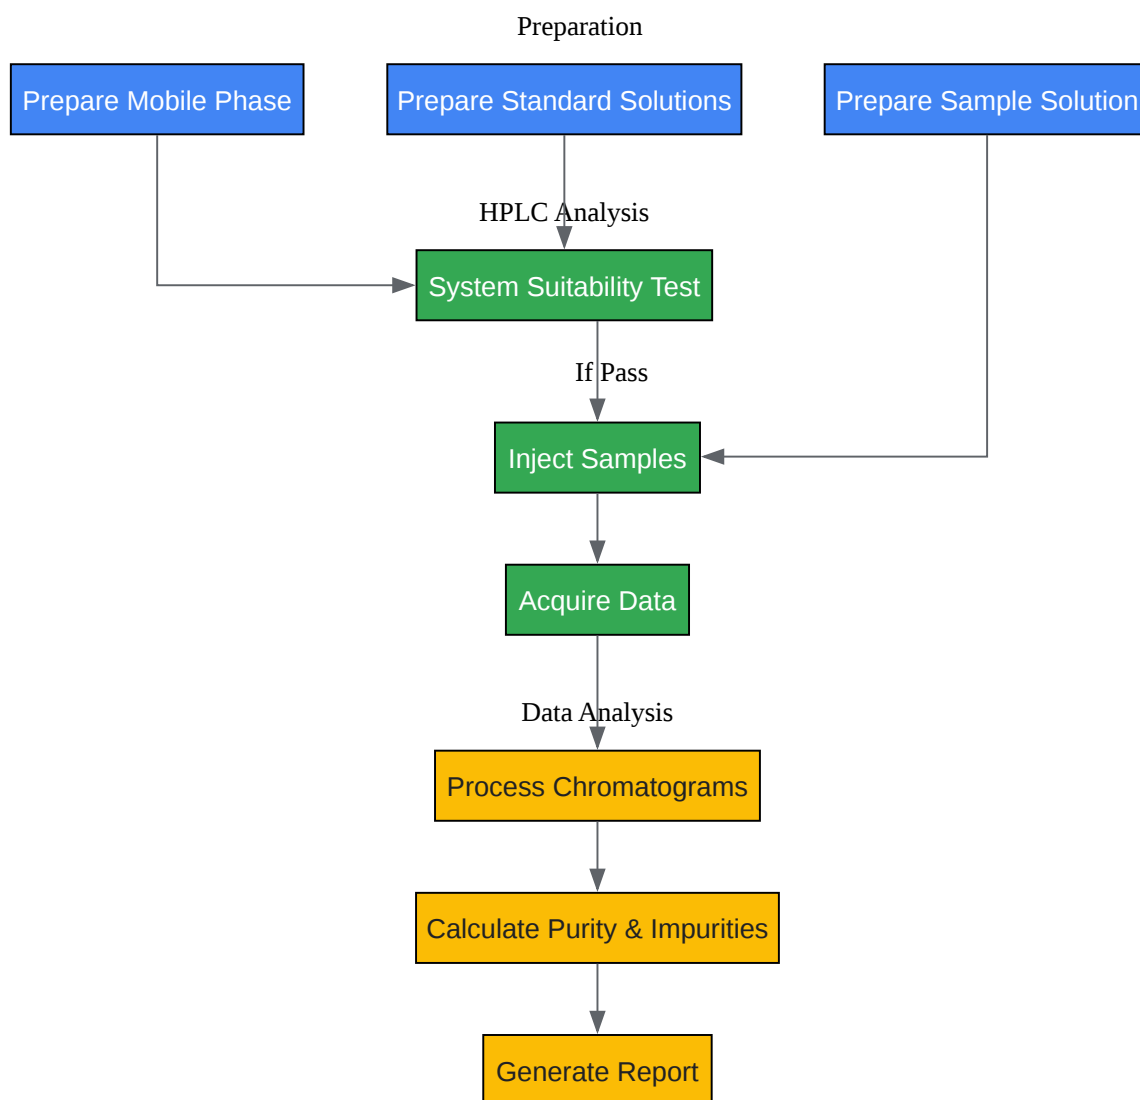 Preparation
Prepare Mobile Phase
Prepare Standard Solutions
Prepare Sample Solution
HPLC Analysis
System Suitability Test
If Pass
Inject Samples
Acquire Data
Data Analysis
Process Chromatograms
Calculate Purity & Impurities
Generate Report